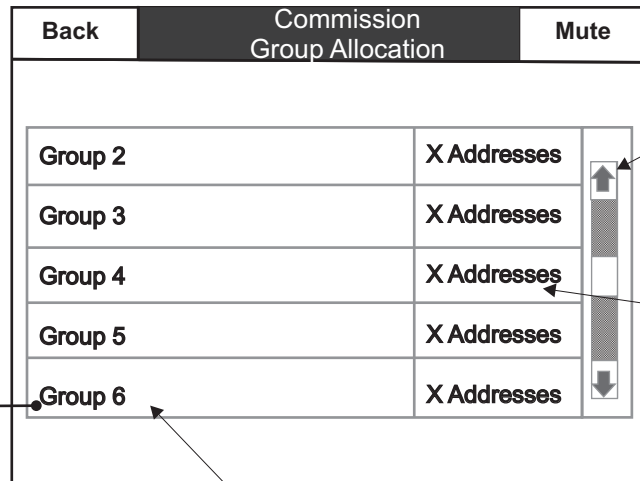 Back
Commission
Group Allocation
Mute
Group 2 X Addresses
Group 3 X Addresses
Group 4 X Addresses
Group 5 X Addresses
Group 6 X Addresses